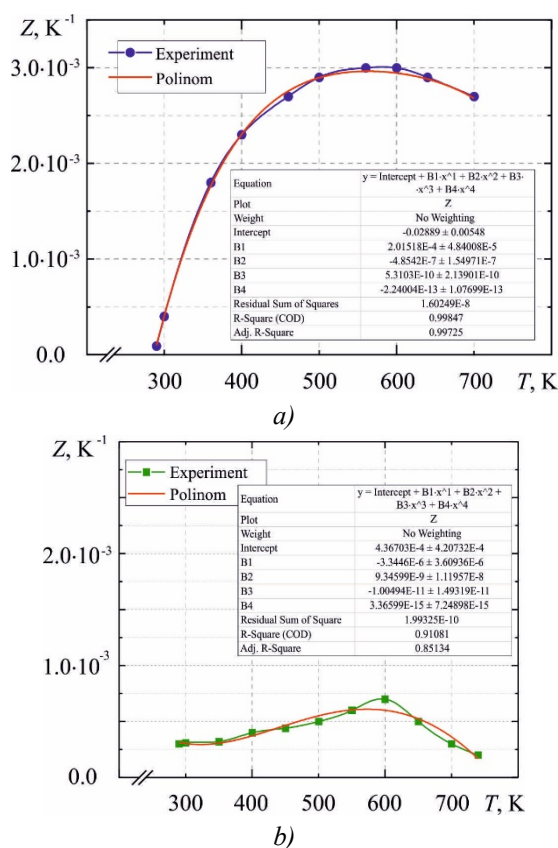 Z, K⁻¹
Experiment
Polinom
3.0·10⁻³
2.0·10⁻³
1.0·10⁻³
0.0
Equation y = Intercept + B1·x^1 + B2·x^2 + B3·
·x^3 + B4·x^4
Plot Z
Weight No Weighting
Intercept -0.02889 ± 0.00548
B1 2.01518E-4 ± 4.84008E-5
B2 -4.8542E-7 ± 1.54971E-7
B3 5.3103E-10 ± 2.13901E-10
B4 -2.24004E-13 ± 1.07699E-13
Residual Sum of Squares 1.60249E-8
R-Square (COD) 0.99847
Adj. R-Square 0.99725
300 400 500 600 700 T, K
a)
Z, K⁻¹
Experiment
Polinom
2.0·10⁻³
1.0·10⁻³
0.0
Equation y = Intercept + B1·x^1 + B2·x^2 +
B3·x^3 + B4·x^4
Plot Z
Weight No Weighting
Intercept 4.36703E-4 ± 4.20732E-4
B1 -3.3446E-6 ± 3.60936E-6
B2 9.34599E-9 ± 1.11957E-8
B3 -1.00494E-11 ± 1.49319E-11
B4 3.36599E-15 ± 7.24898E-15
Residual Sum of Square 1.99325E-10
R-Square (COD) 0.91081
Adj. R-Square 0.85134
300 400 500 600 700 T, K
b)